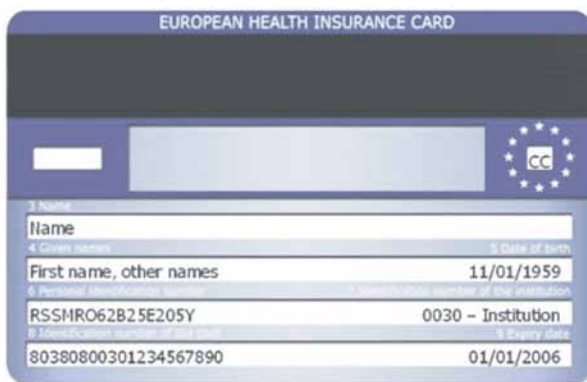 EUROPEAN HEALTH INSURANCE CARD
CC
3 Name
Name
4 Given names 5 Date of birth
First name, other names 11/01/1959
6 Personal identification number 7 Identification number of the institution
RSSMRO62B25E205Y 0030 – Institution
8 Identification number of the card 9 Expiry date
80380800301234567890 01/01/2006